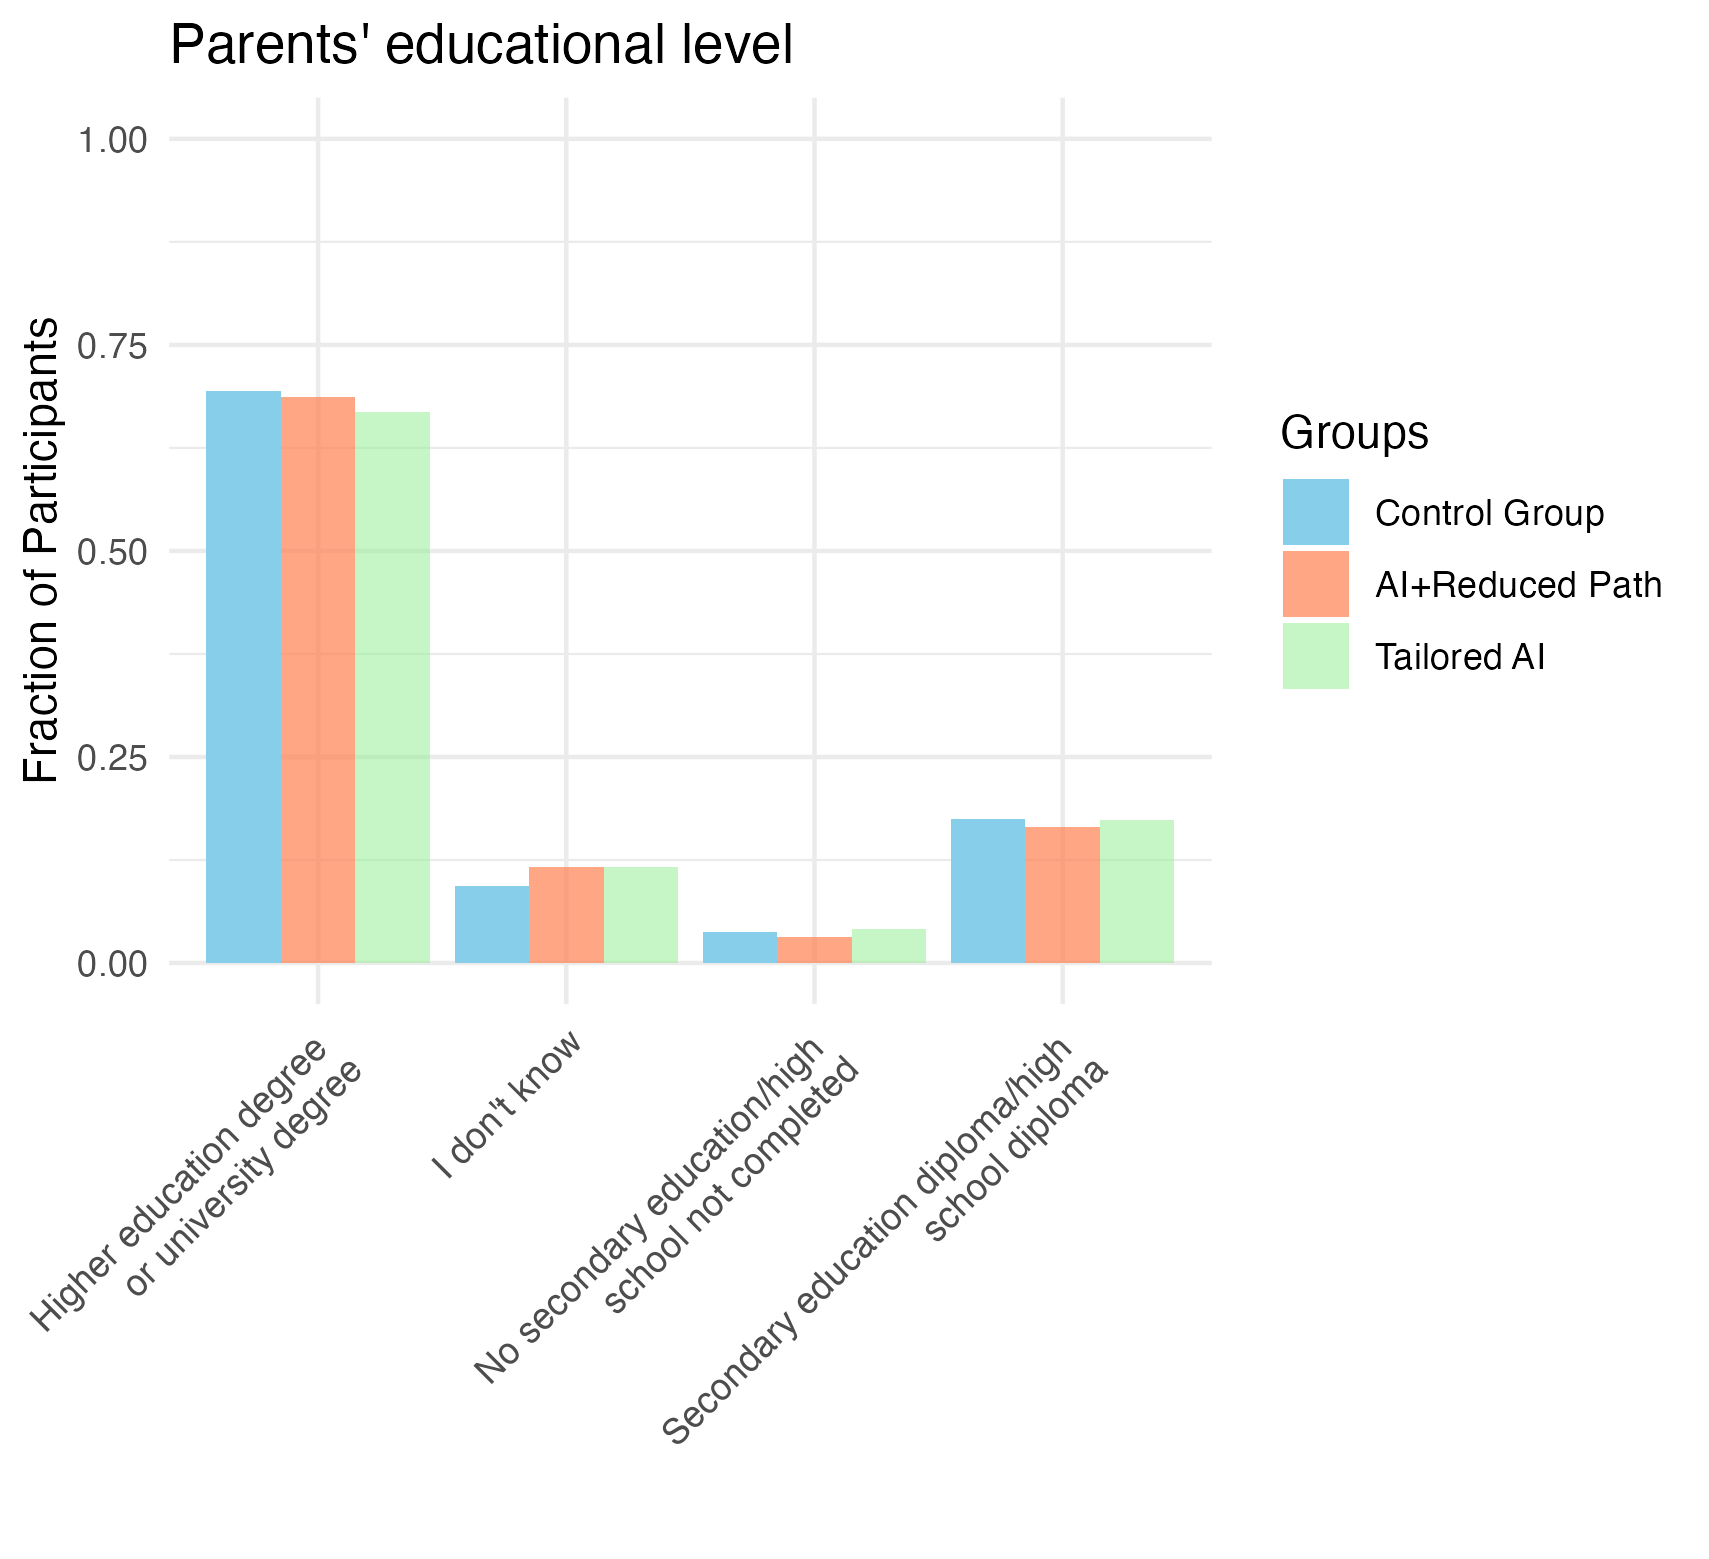 Parents' educational level
Fraction of Participants
1.00
0.75
0.50
0.25
0.00
Higher education degree
or university degree
I don't know
No secondary education/high
school not completed
Secondary education diploma/high
school diploma
Groups
Control Group
AI+Reduced Path
Tailored AI